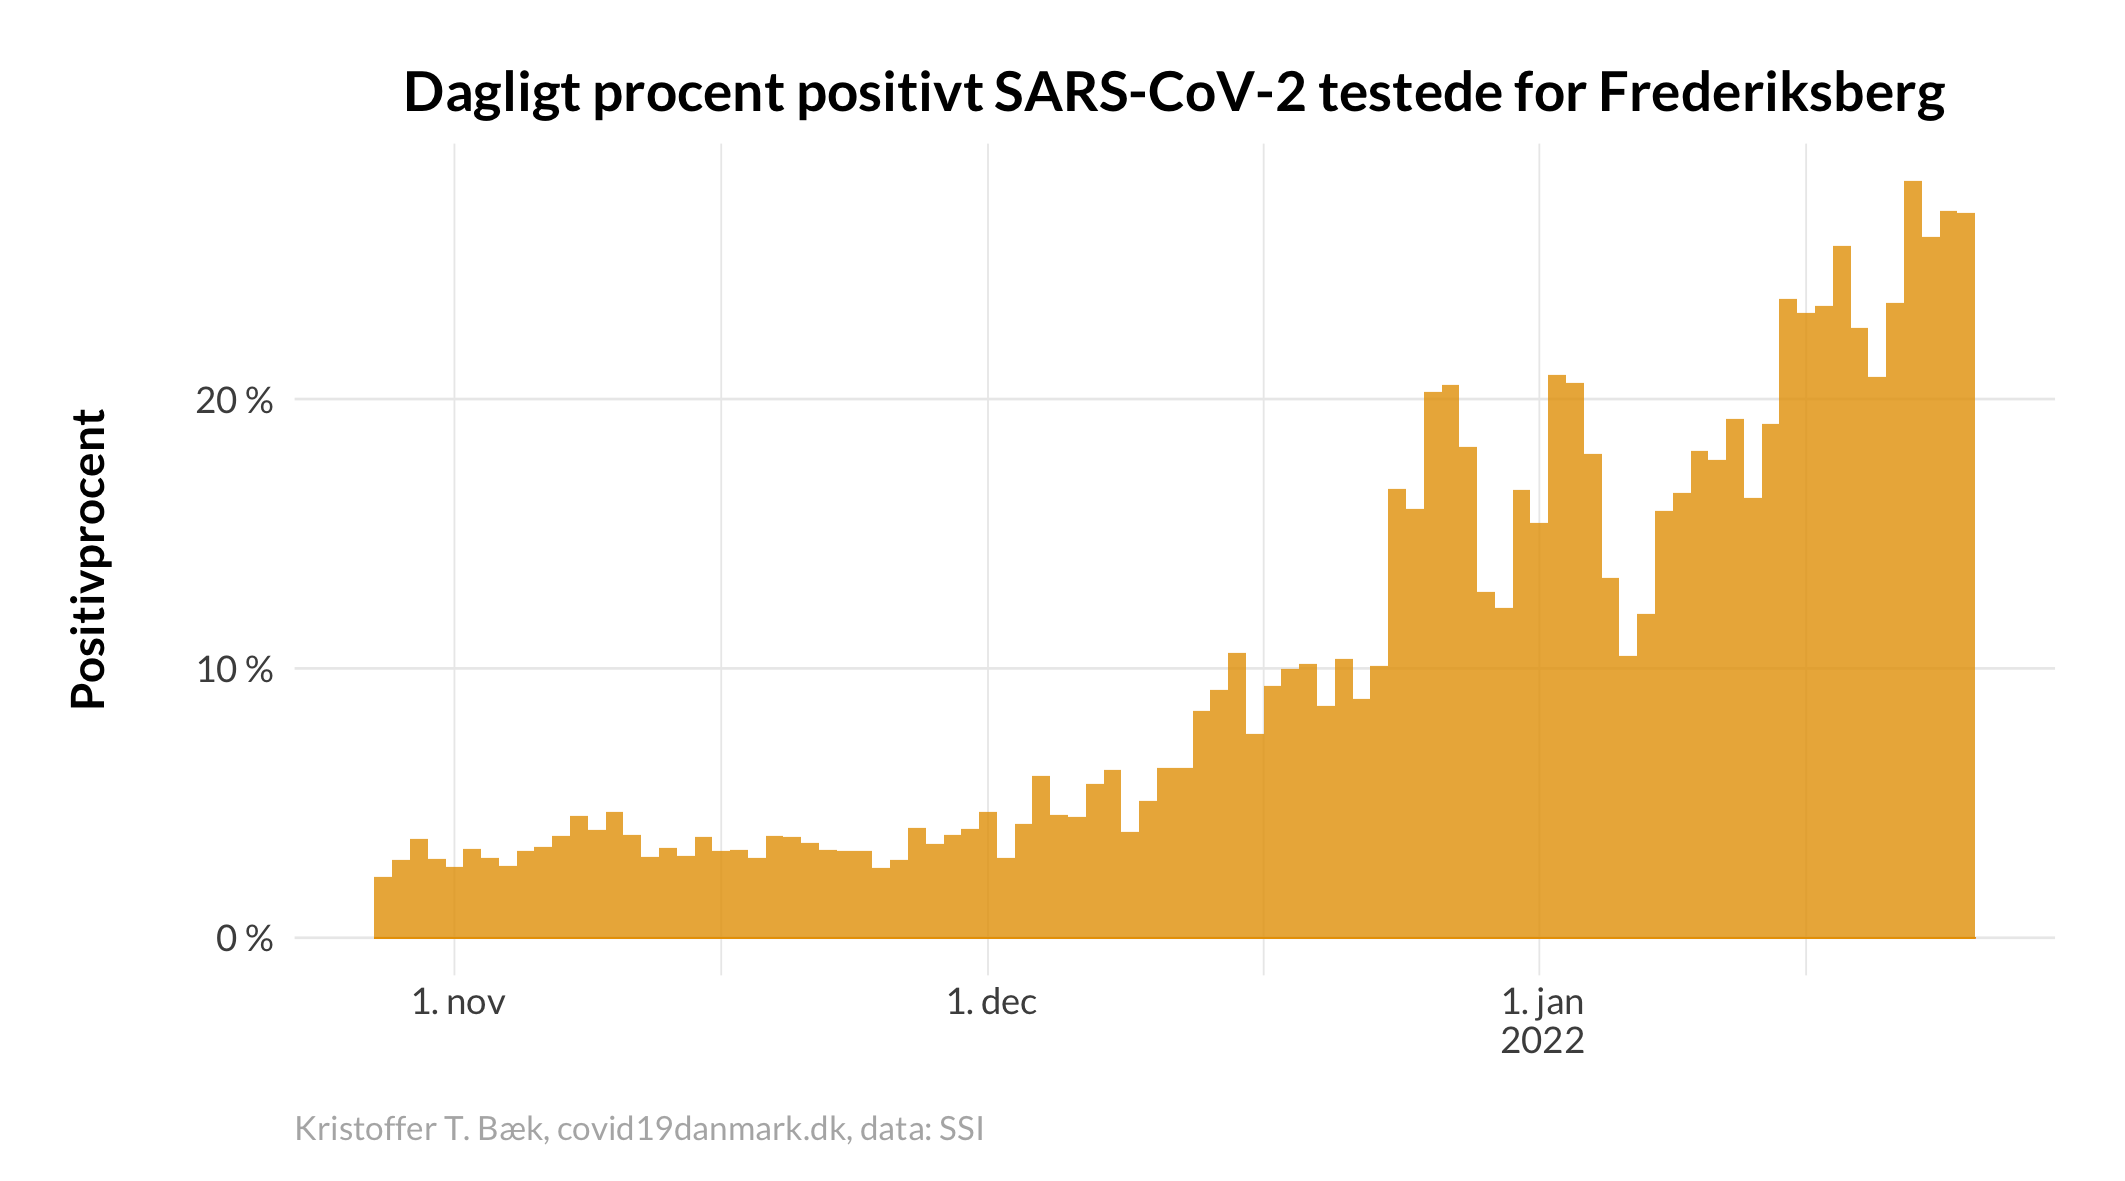 Dagligt procent positivt SARS-CoV-2 testede for Frederiksberg
Positivprocent
20 %
10 %
0 %
1. nov
1. dec
1. jan
2022
Kristoffer T. Bæk, covid19danmark.dk, data: SSI